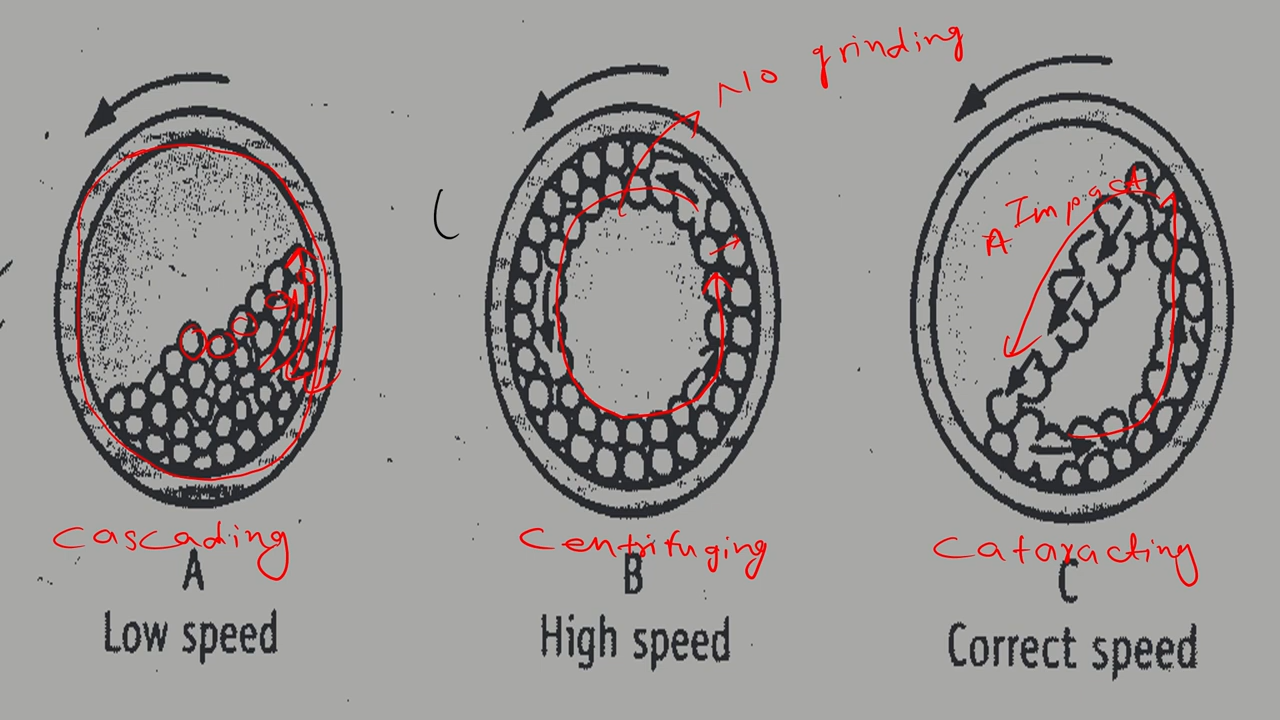 No grinding
A Impact
Cascading
Centrifuging
Cataracting
A
B
C
Low speed
High speed
Correct speed